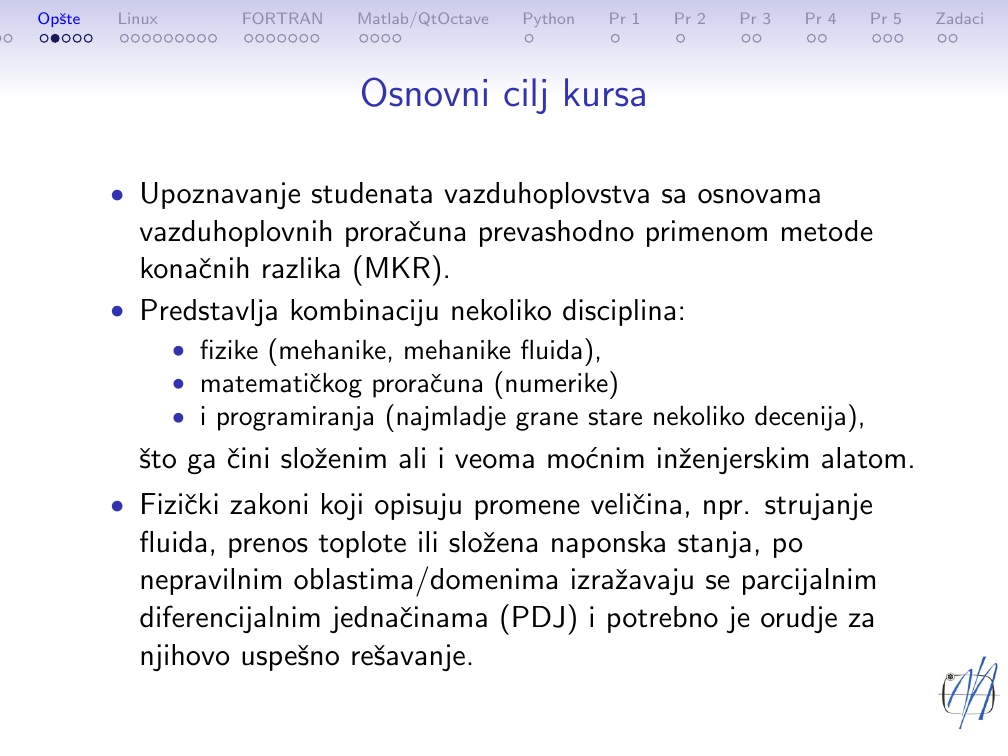 Opšte Linux FORTRAN Matlab/QtOctave Python Pr 1 Pr 2 Pr 3 Pr 4 Pr 5 Zadaci
Osnovni cilj kursa
• Upoznavanje studenata vazduhoplovstva sa osnovama
vazduhoplovnih proračuna prevashodno primenom metode
konačnih razlika (MKR).
• Predstavlja kombinaciju nekoliko disciplina:
• fizike (mehanike, mehanike fluida),
• matematičkog proračuna (numerike)
• i programiranja (najmladje grane stare nekoliko decenija),
što ga čini složenim ali i veoma moćnim inženjerskim alatom.
• Fizički zakoni koji opisuju promene veličina, npr. strujanje
fluida, prenos toplote ili složena naponska stanja, po
nepravilnim oblastima/domenima izražavaju se parcijalnim
diferencijalnim jednačinama (PDJ) i potrebno je orudje za
njihovo uspešno rešavanje.